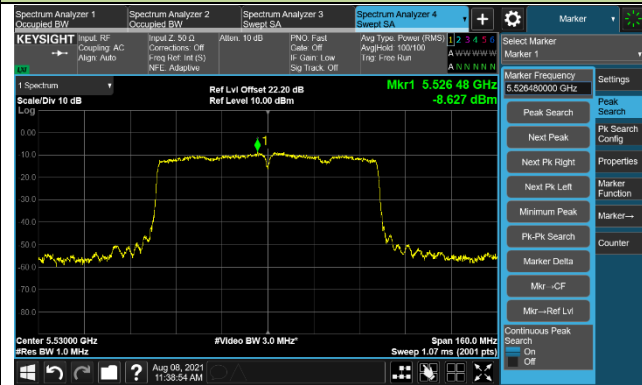 Spectrum Analyzer 1
Occupied BW
Spectrum Analyzer 2
Occupied BW
Spectrum Analyzer 3
Swept SA
Spectrum Analyzer 4
Swept SA
+
Marker
KEYSIGHT
Input: RF
Coupling: AC
Align: Auto
Input Z: 50 Ω
Corrections: Off
Freq Ref: Int (S)
NFE: Adaptive
Atten: 10 dB
PNO: Fast
Gate: Off
IF Gain: Low
Sig Track: Off
Avg Type: Power (RMS)
Avg|Hold: 100/100
Trig: Free Run
1 2 3 4 5 6
A W W W W W
A N N N N N
Select Marker
Marker 1
LXI
1 Spectrum
Scale/Div 10 dB
Log
Ref Lvl Offset 22.20 dB
Ref Level 10.00 dBm
Mkr1 5.526 48 GHz
-8.627 dBm
0.00
-10.0
-20.0
-30.0
-40.0
-50.0
-60.0
-70.0
-80.0
1
Center 5.53000 GHz
#Res BW 1.0 MHz
#Video BW 3.0 MHz*
Span 160.0 MHz
Sweep 1.07 ms (2001 pts)
Marker Frequency
5.526480000 GHz
Peak Search
Next Peak
Next Pk Right
Next Pk Left
Minimum Peak
Pk-Pk Search
Marker Delta
Mkr→CF
Mkr→Ref Lvl
Continuous Peak
Search
On
Off
Settings
Peak
Search
Pk Search
Config
Properties
Marker
Function
Marker→
Counter
?
Aug 08, 2021
11:38:54 AM